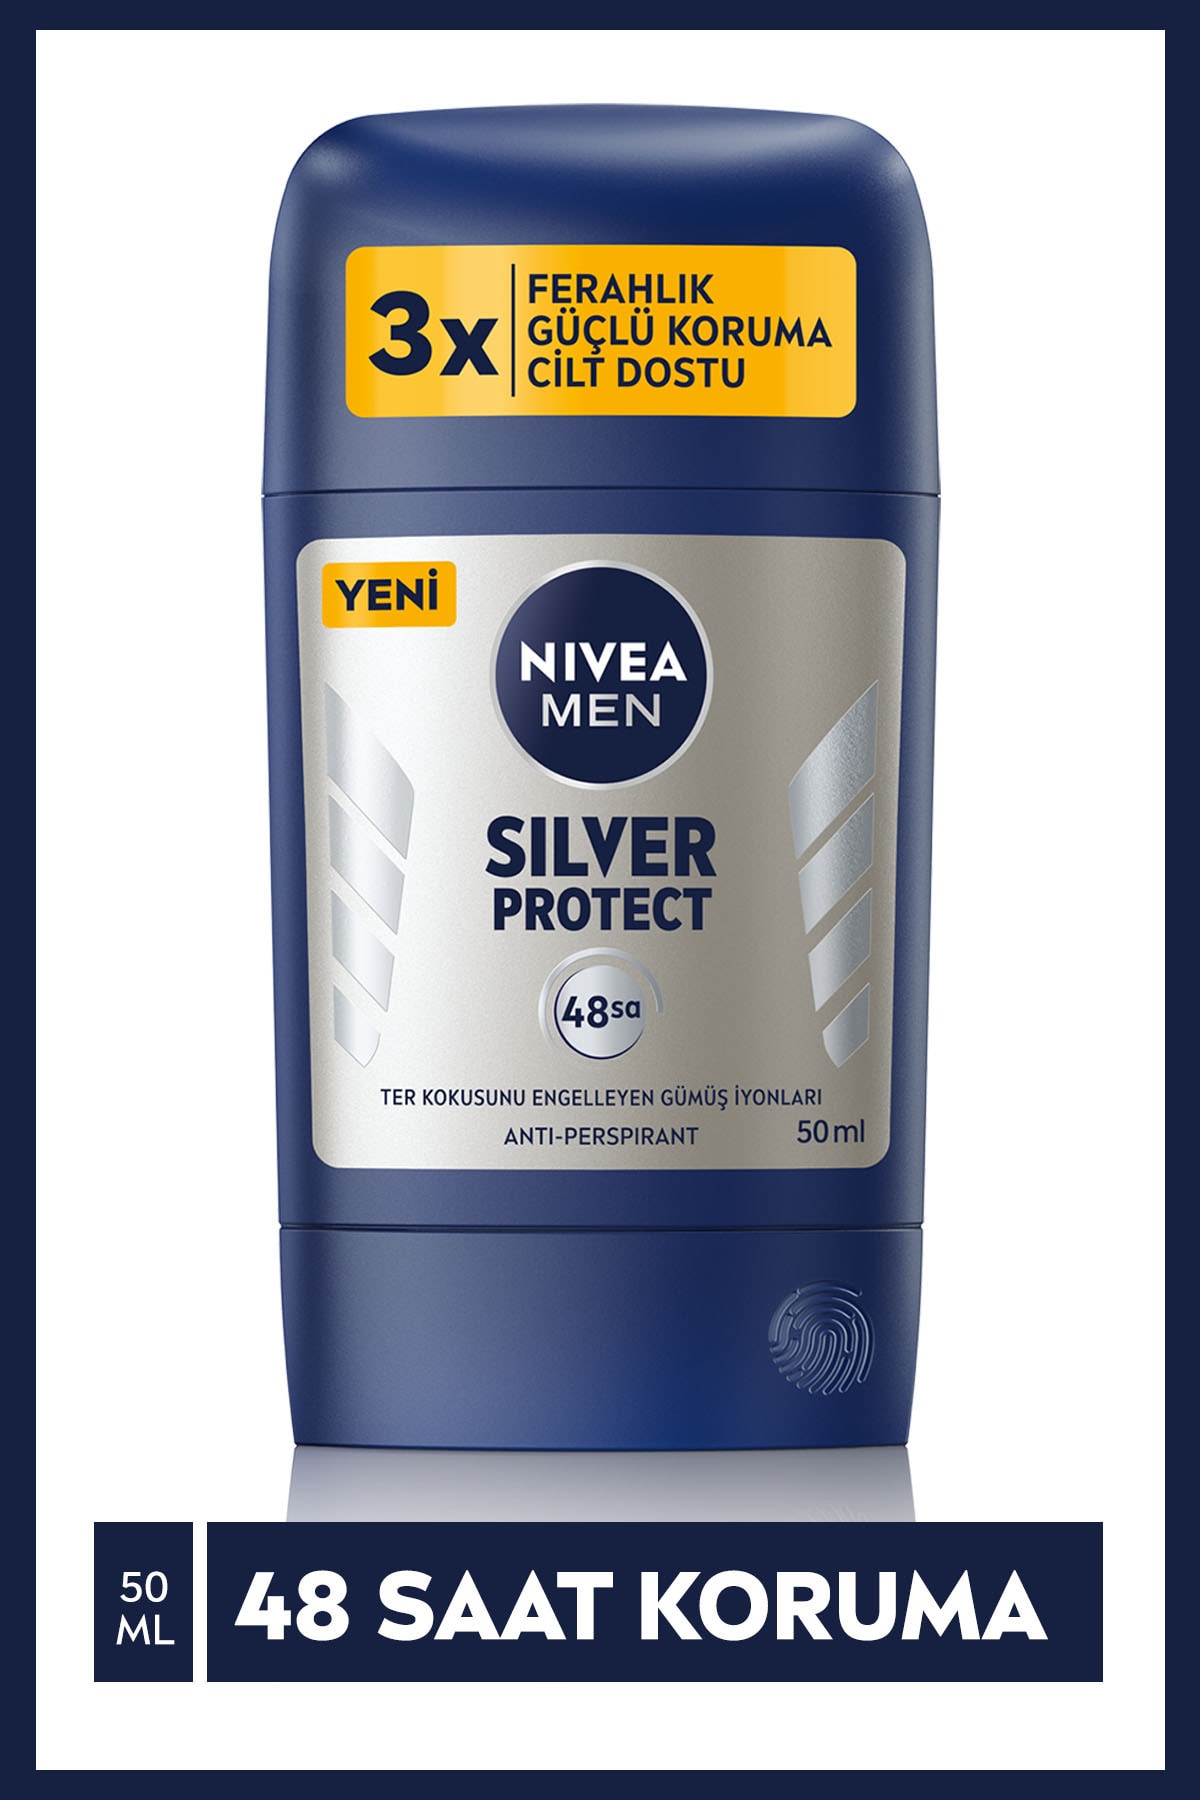 3x
FERAHLIK
GÜÇLÜ KORUMA
CİLT DOSTU
YENİ
NIVEA
MEN
SILVER
PROTECT
48sa
TER KOKUSUNU ENGELLEYEN GÜMÜŞ İYONLARI
ANTI-PERSPIRANT
50 ml
50
ML
48 SAAT KORUMA